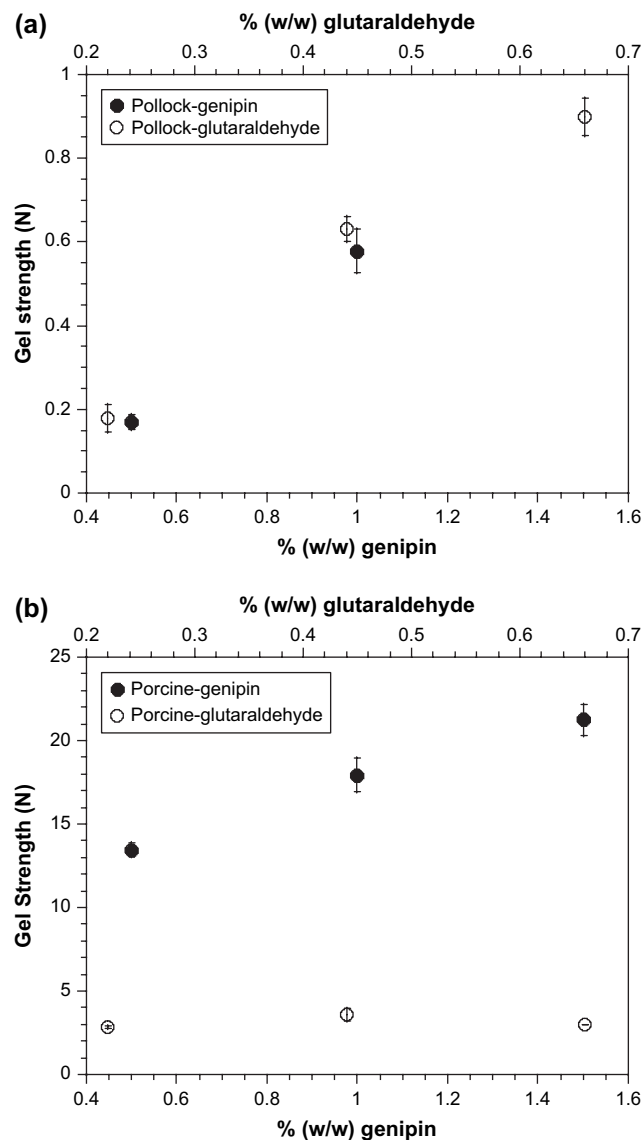 (a)
% (w/w) glutaraldehyde
0.2 0.3 0.4 0.5 0.6 0.7
1
0.8
0.6
0.4
0.2
0
Gel strength (N)
Pollock-genipin
Pollock-glutaraldehyde
0.4 0.6 0.8 1 1.2 1.4 1.6
% (w/w) genipin
(b)
% (w/w) glutaraldehyde
0.2 0.3 0.4 0.5 0.6 0.7
25
20
15
10
5
0
Gel Strength (N)
Porcine-genipin
Porcine-glutaraldehyde
0.4 0.6 0.8 1 1.2 1.4 1.6
% (w/w) genipin